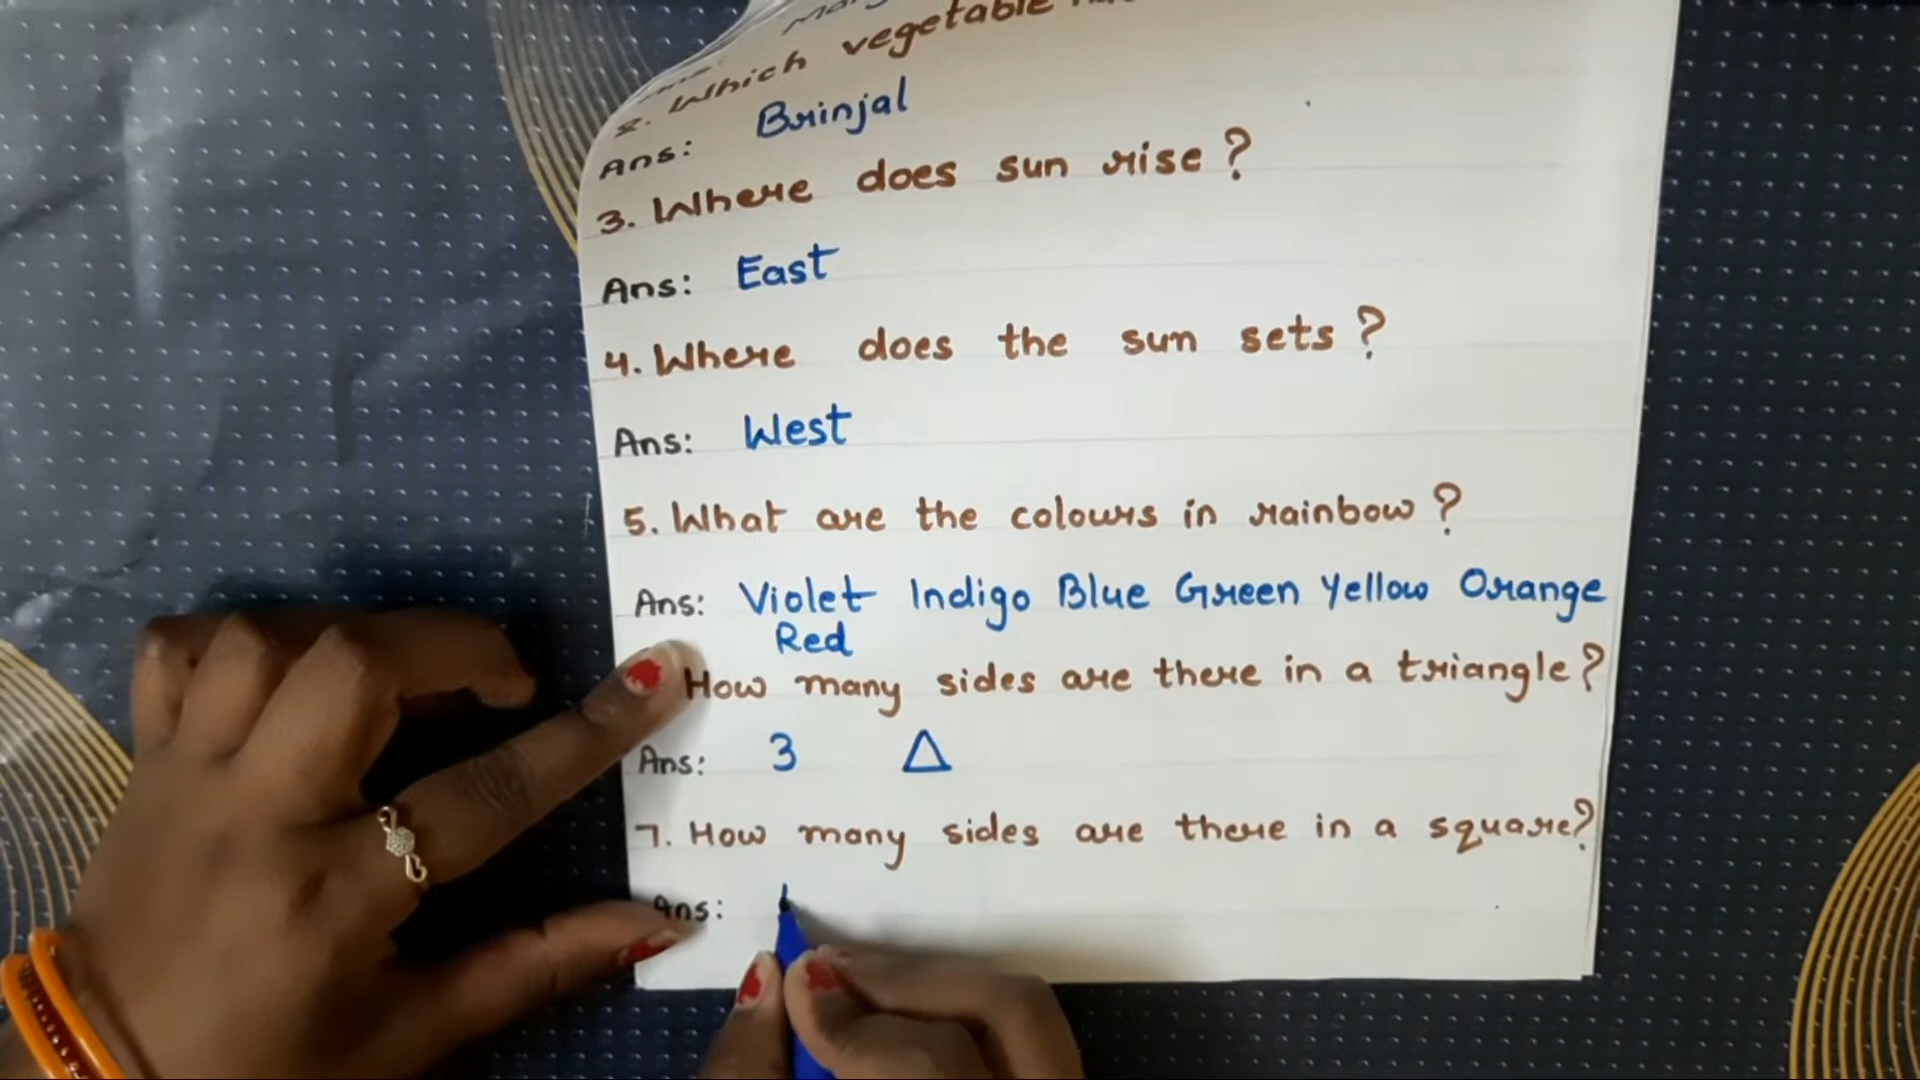 2. Which vegetable
Ans: Brinjal
3. Where does sun rise?
Ans: East
4. Where does the sun sets?
Ans: West
5. What are the colours in rainbow?
Ans: Violet Indigo Blue Green Yellow Orange
Red
How many sides are there in a triangle?
Ans: 3 Δ
7. How many sides are there in a square?
Ans: